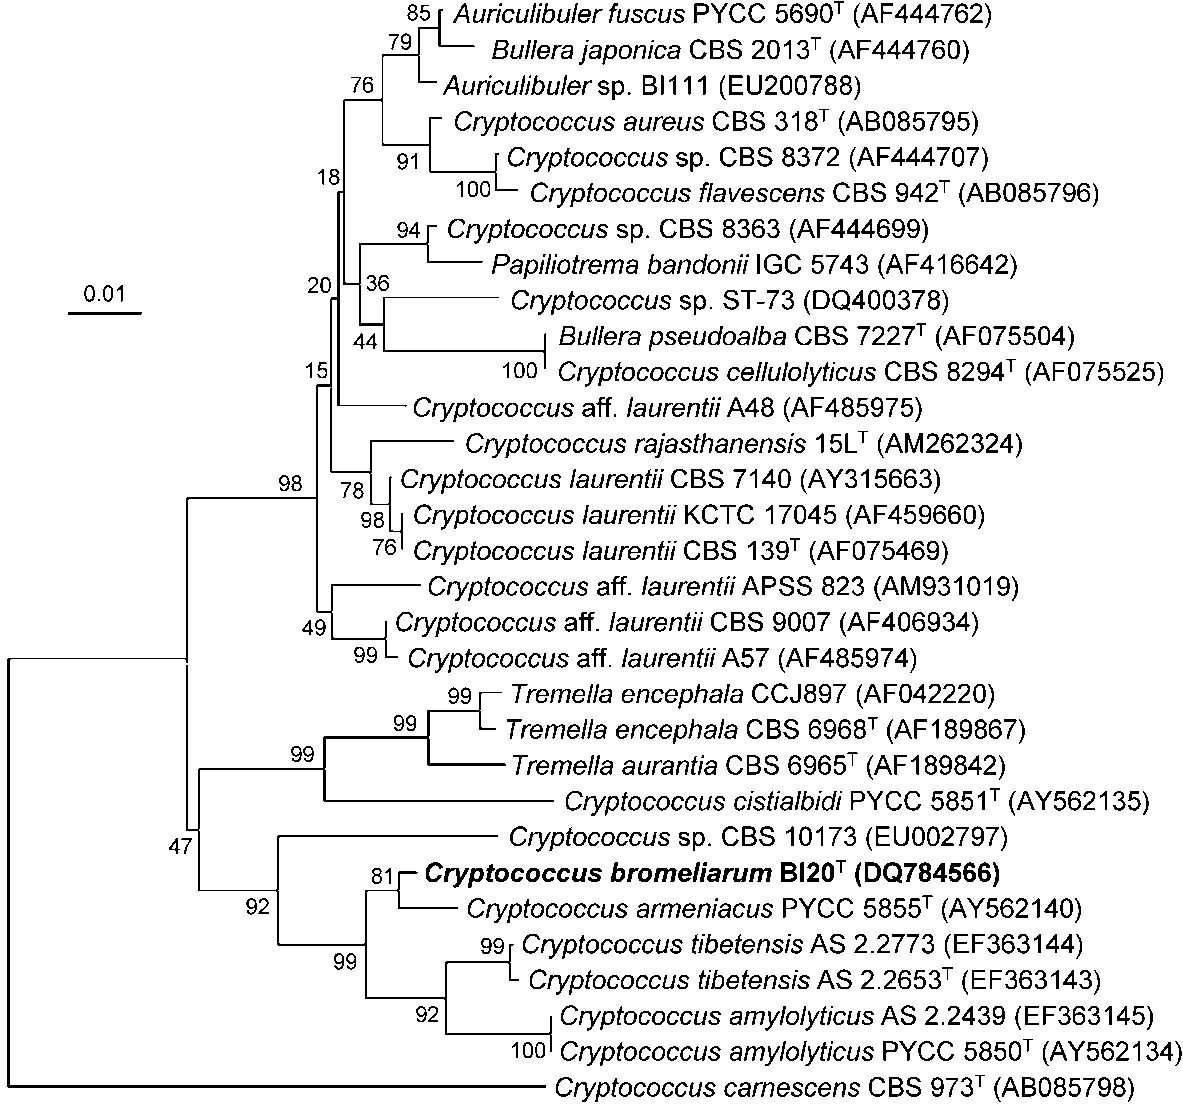 85 Auriculibuler fuscus PYCC 5690T (AF444762)
79 Bullera japonica CBS 2013T (AF444760)
76 Auriculibuler sp. BI111 (EU200788)
Cryptococcus aureus CBS 318T (AB085795)
91 Cryptococcus sp. CBS 8372 (AF444707)
18 100 Cryptococcus flavescens CBS 942T (AB085796)
94 Cryptococcus sp. CBS 8363 (AF444699)
Papiliotrema bandonii IGC 5743 (AF416642)
0.01 20 36 Cryptococcus sp. ST-73 (DQ400378)
44 Bullera pseudoalba CBS 7227T (AF075504)
15 100 Cryptococcus cellulolyticus CBS 8294T (AF075525)
Cryptococcus aff. laurentii A48 (AF485975)
Cryptococcus rajasthanensis 15LT (AM262324)
98 78 Cryptococcus laurentii CBS 7140 (AY315663)
98 Cryptococcus laurentii KCTC 17045 (AF459660)
76 Cryptococcus laurentii CBS 139T (AF075469)
Cryptococcus aff. laurentii APSS 823 (AM931019)
49 Cryptococcus aff. laurentii CBS 9007 (AF406934)
99 Cryptococcus aff. laurentii A57 (AF485974)
99 Tremella encephala CCJ897 (AF042220)
99 Tremella encephala CBS 6968T (AF189867)
99 Tremella aurantia CBS 6965T (AF189842)
Cryptococcus cistialbidi PYCC 5851T (AY562135)
47 Cryptococcus sp. CBS 10173 (EU002797)
81 Cryptococcus bromeliarum BI20T (DQ784566)
92 Cryptococcus armeniacus PYCC 5855T (AY562140)
99 99 Cryptococcus tibetensis AS 2.2773 (EF363144)
Cryptococcus tibetensis AS 2.2653T (EF363143)
92 Cryptococcus amylolyticus AS 2.2439 (EF363145)
100 Cryptococcus amylolyticus PYCC 5850T (AY562134)
Cryptococcus carnescens CBS 973T (AB085798)